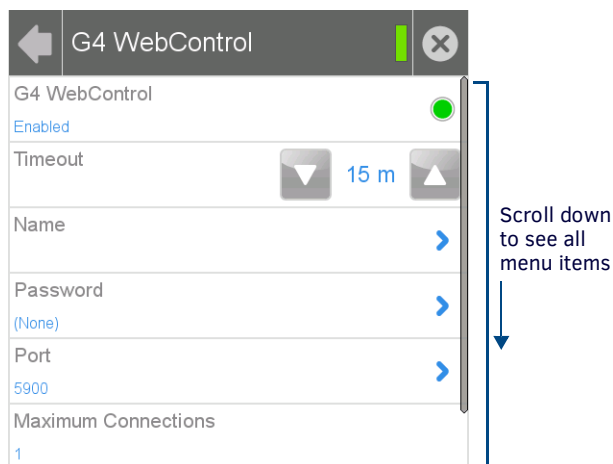 G4 WebControl
G4 WebControl
Enabled
Timeout
15 m
Name
Password
(None)
Port
5900
Maximum Connections
1
Scroll down
to see all
menu items